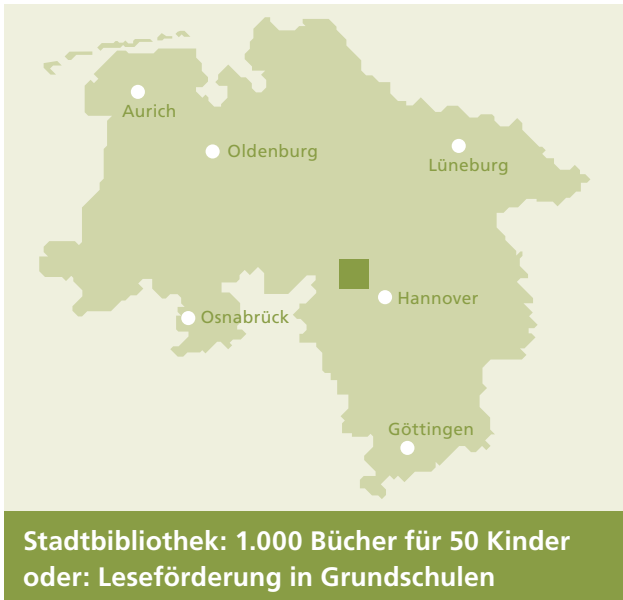 Aurich
Oldenburg
Lüneburg
Hannover
Osnabrück
Göttingen
Stadtbibliothek: 1.000 Bücher für 50 Kinder
oder: Leseförderung in Grundschulen